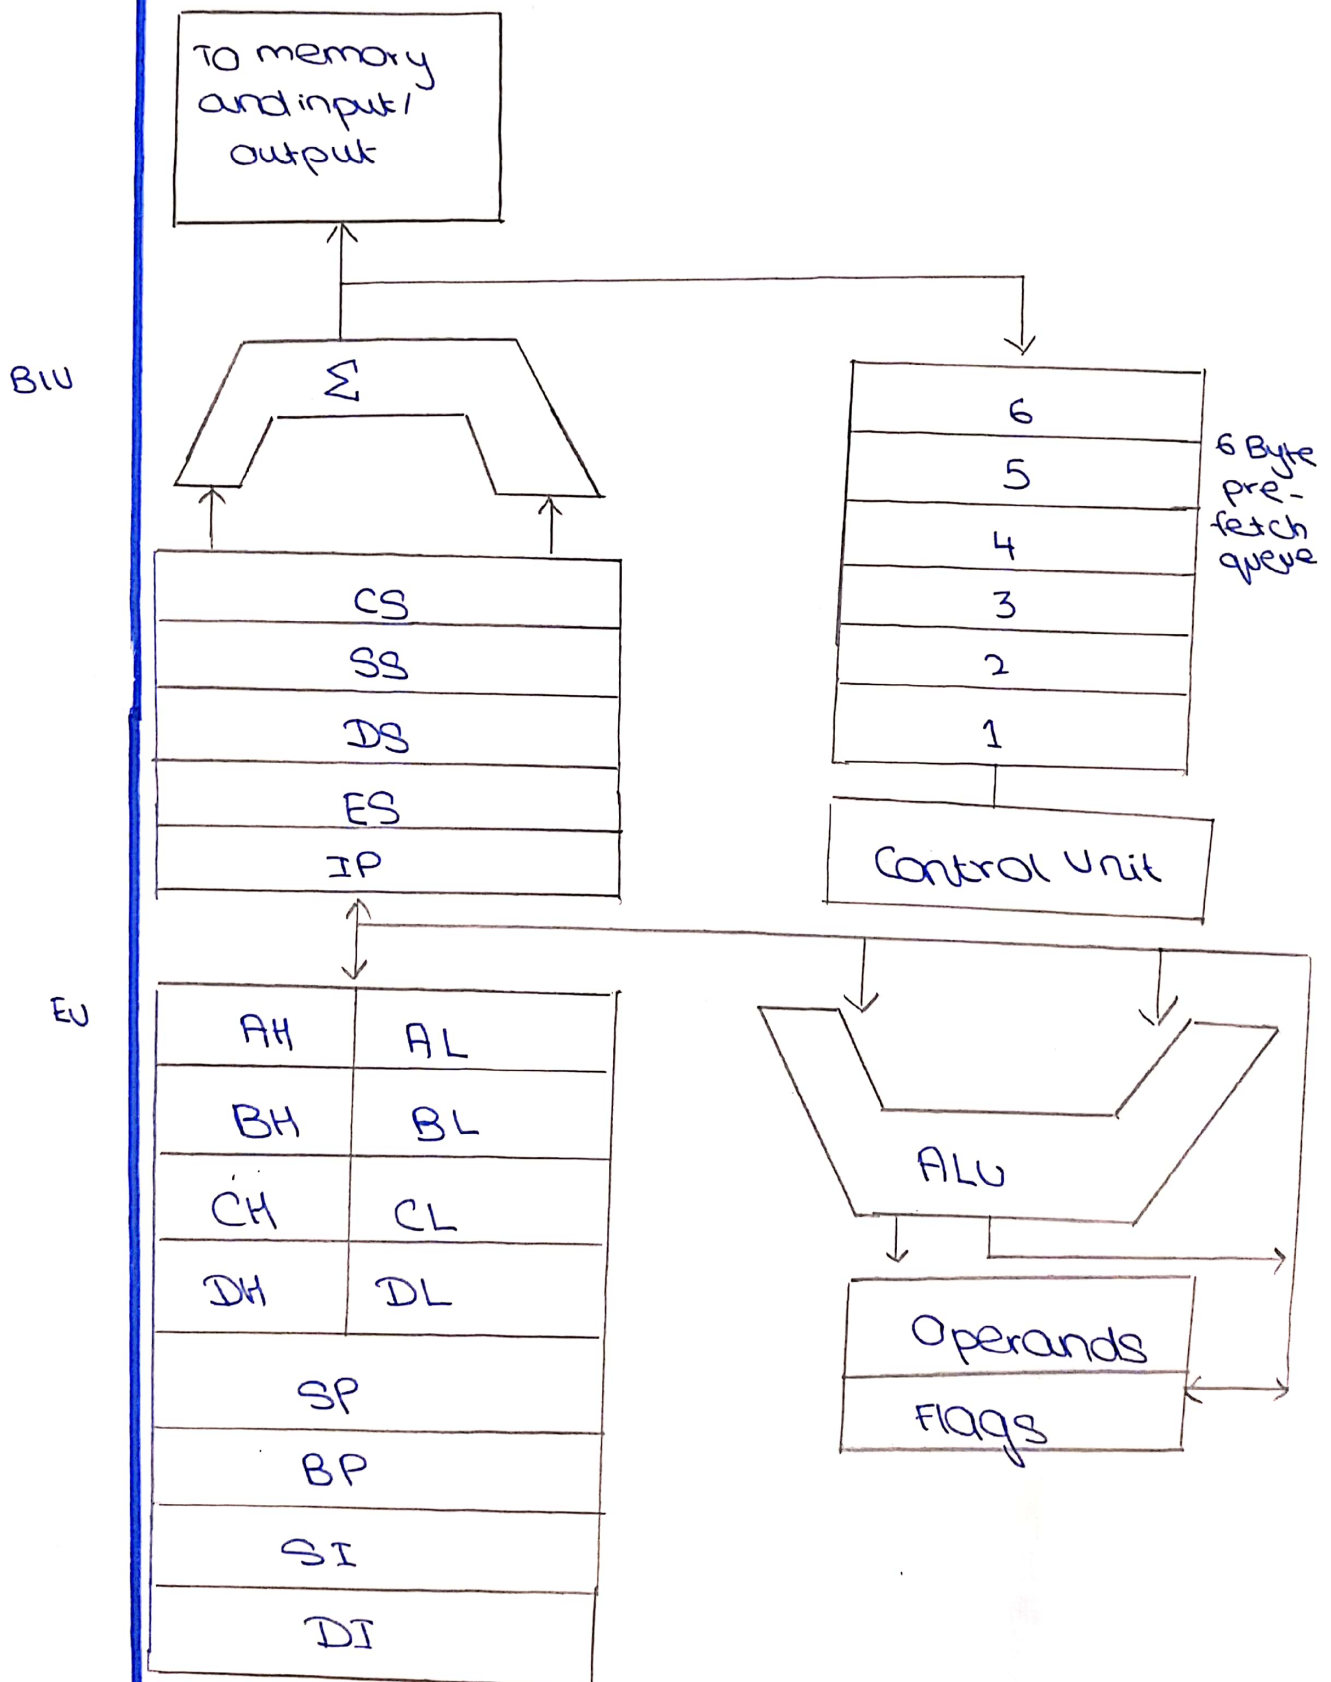 To memory
and input/
output
BIU
Σ
6
5
4
3
2
1
6 Byte
pre-
fetch
queue
CS
SS
DS
ES
IP
Control Unit
EU
AH AL
BH BL
CH CL
DH DL
SP
BP
SI
DI
ALU
Operands
Flags